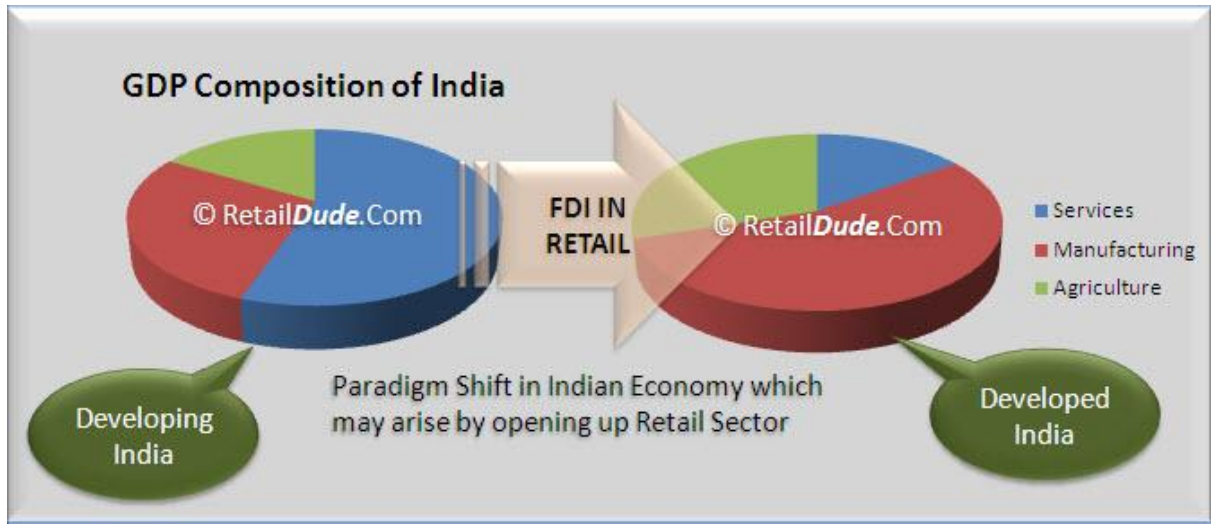 GDP Composition of India
© RetailDude.Com
FDI IN
RETAIL
© RetailDude.Com
Services
Manufacturing
Agriculture
Developing
India
Paradigm Shift in Indian Economy which
may arise by opening up Retail Sector
Developed
India